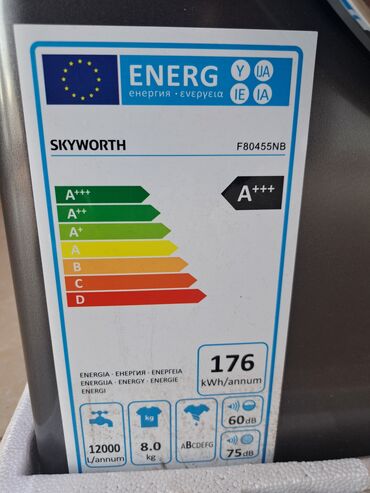 ENERG
енергия · ενεργεια
Y IJA
IE IA
SKYWORTH
F80455NB
A+++
A+++
A++
A+
A
B
C
D
ENERGIA · ЕНЕРГИЯ · ΕΝΕΡΓΕΙΑ
ENERGIJA · ENERGY · ENERGIE
ENERGI
176
kWh/annum
12000
L/annum
8.0
kg
ABCDEFG
60dB
75dB